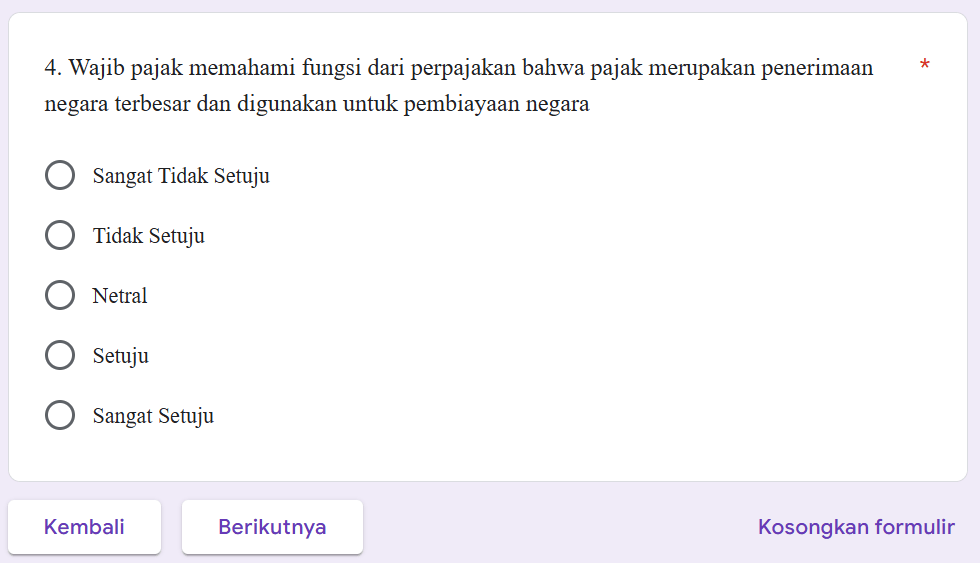 4. Wajib pajak memahami fungsi dari perpajakan bahwa pajak merupakan penerimaan *
negara terbesar dan digunakan untuk pembiayaan negara
Sangat Tidak Setuju
Tidak Setuju
Netral
Setuju
Sangat Setuju
Kembali Berikutnya Kosongkan formulir